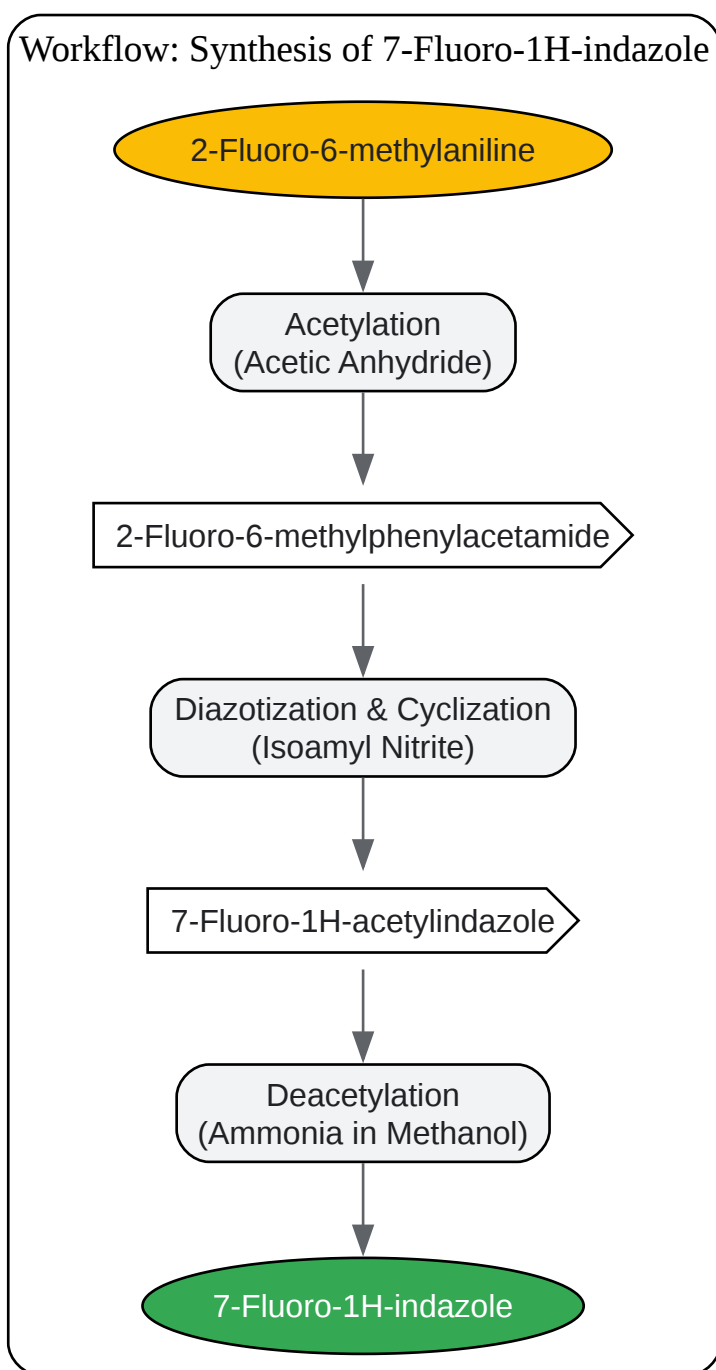 Workflow: Synthesis of 7-Fluoro-1H-indazole
2-Fluoro-6-methylaniline
Acetylation
(Acetic Anhydride)
2-Fluoro-6-methylphenylacetamide
Diazotization & Cyclization
(Isoamyl Nitrite)
7-Fluoro-1H-acetylindazole
Deacetylation
(Ammonia in Methanol)
7-Fluoro-1H-indazole